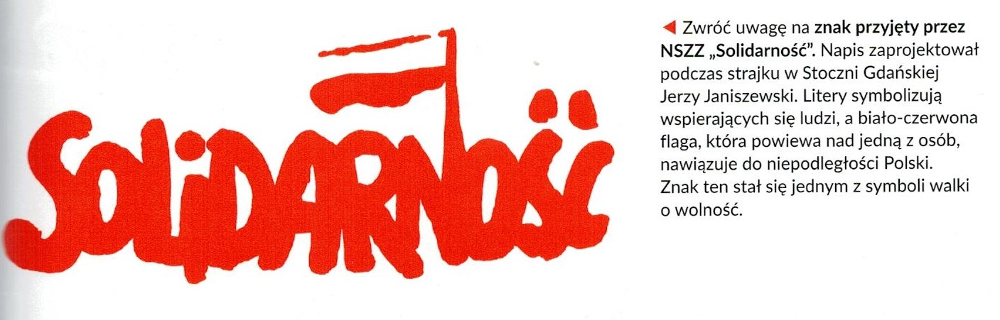 SOLiDARNOŚĆ
◄ Zwróć uwagę na znak przyjęty przez
NSZZ „Solidarność”. Napis zaprojektował
podczas strajku w Stoczni Gdańskiej
Jerzy Janiszewski. Litery symbolizują
wspierających się ludzi, a biało-czerwona
flaga, która powiewa nad jedną z osób,
nawiązuje do niepodległości Polski.
Znak ten stał się jednym z symboli walki
o wolność.